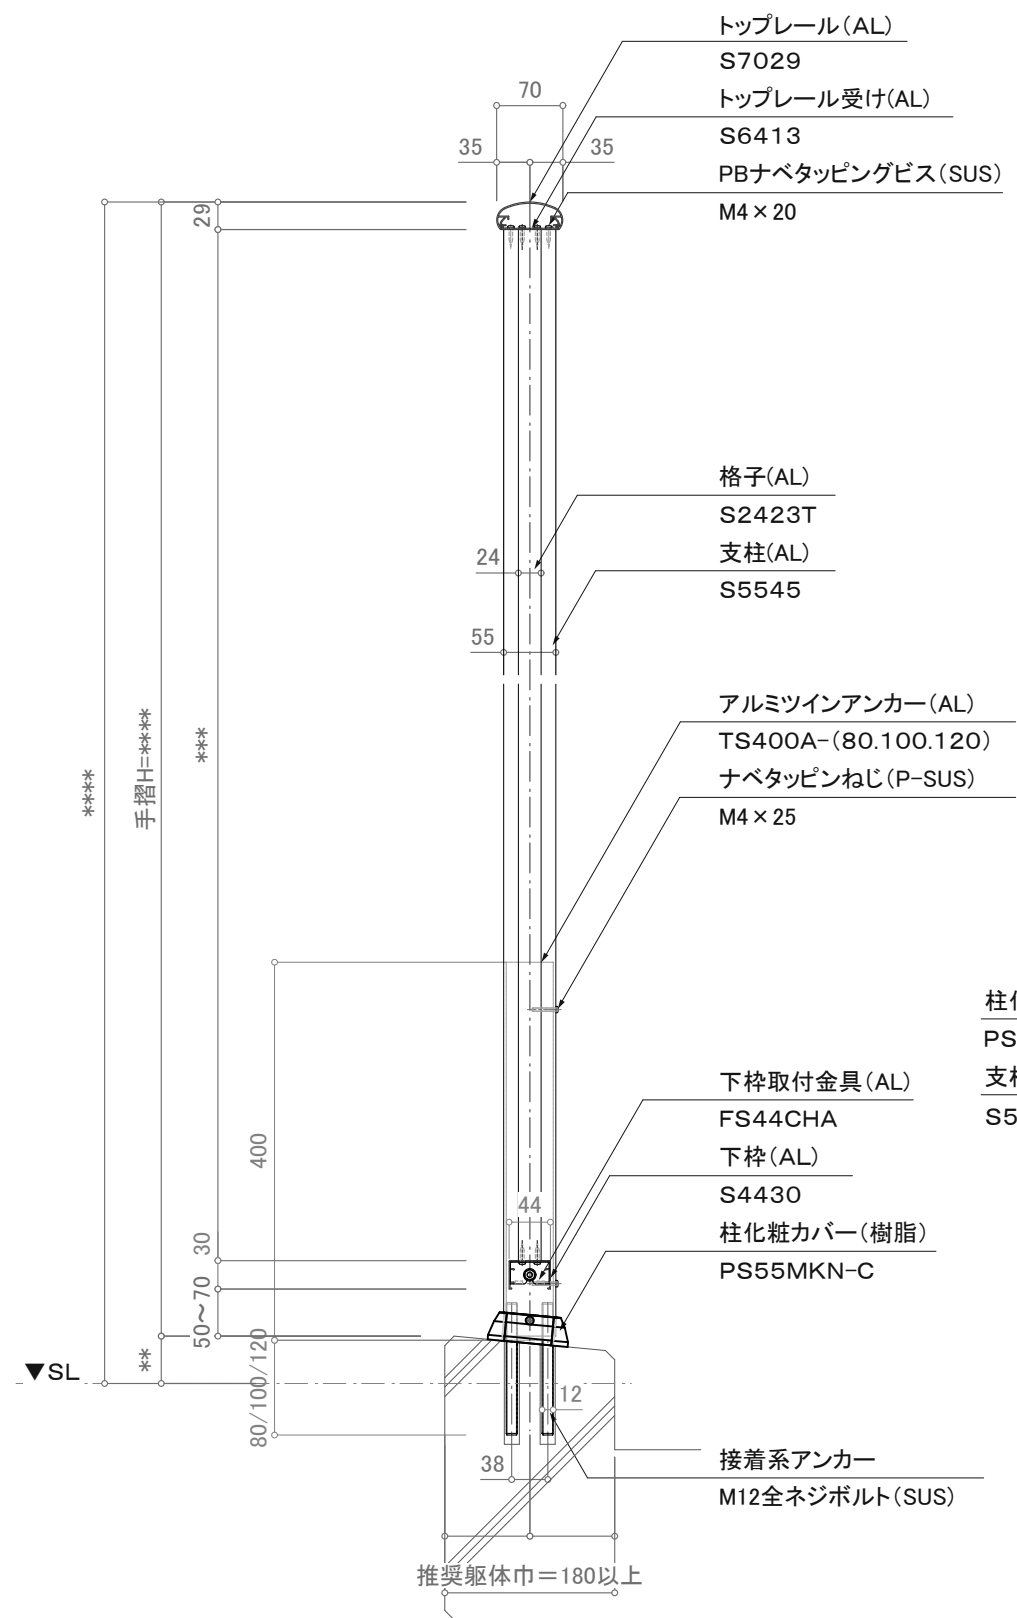 トップレール(AL)
S7029
トップレール受け(AL)
S6413
PBナベタッピングビス(SUS)
M4×20
70
35
35
29
格子(AL)
S2423T
支柱(AL)
S5545
24
55
アルミツインアンカー(AL)
TS400A-(80.100.120)
ナベタッピンねじ(P-SUS)
M4×25
****
手摺H=****
***
400
30
50〜70
**
80/100/120
下枠取付金具(AL)
FS44CHA
下枠(AL)
S4430
44
柱化粧カバー(樹脂)
PS55MKN-C
PS
S5
▼SL
12
38
接着系アンカー
M12全ネジボルト(SUS)
推奨躯体巾=180以上